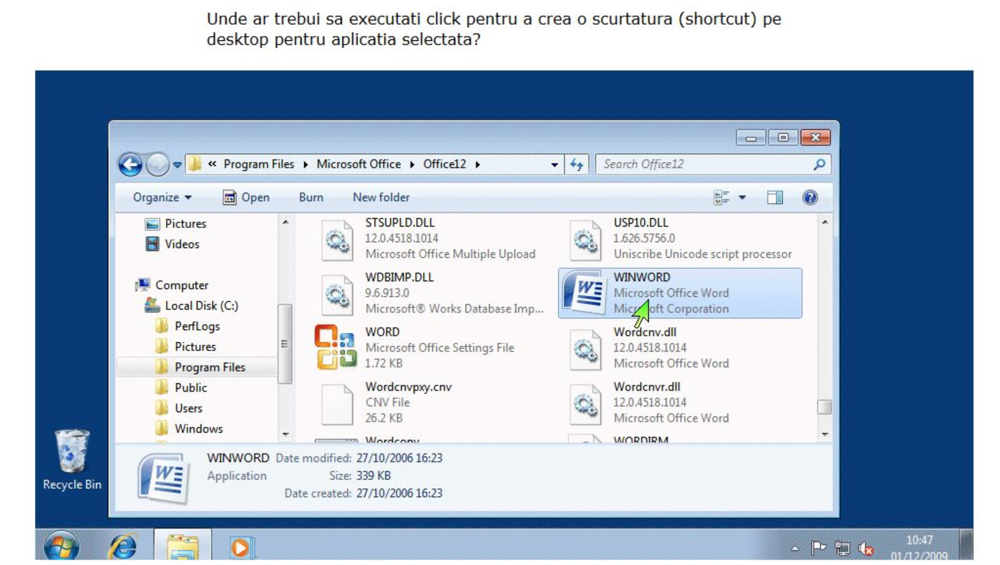 Unde ar trebui sa executati click pentru a crea o scurtatura (shortcut) pe
desktop pentru aplicatia selectata?
« Program Files ▸ Microsoft Office ▸ Office12 ▸
Search Office12
Organize
Open
Burn
New folder
Pictures
Videos
Computer
Local Disk (C:)
PerfLogs
Pictures
Program Files
Public
Users
Windows
STSUPLD.DLL
12.0.4518.1014
Microsoft Office Multiple Upload
USP10.DLL
1.626.5756.0
Uniscribe Unicode script processor
WDBIMP.DLL
9.6.913.0
Microsoft® Works Database Imp...
WINWORD
Microsoft Office Word
Microsoft Corporation
WORD
Microsoft Office Settings File
1.72 KB
Wordcnv.dll
12.0.4518.1014
Microsoft Office Word
Wordcnvpxy.cnv
CNV File
26.2 KB
Wordcnvr.dll
12.0.4518.1014
Microsoft Office Word
Wordconv
WORDIRM
WINWORD Date modified: 27/10/2006 16:23
Application Size: 339 KB
Date created: 27/10/2006 16:23
Recycle Bin
10:47
01/12/2009